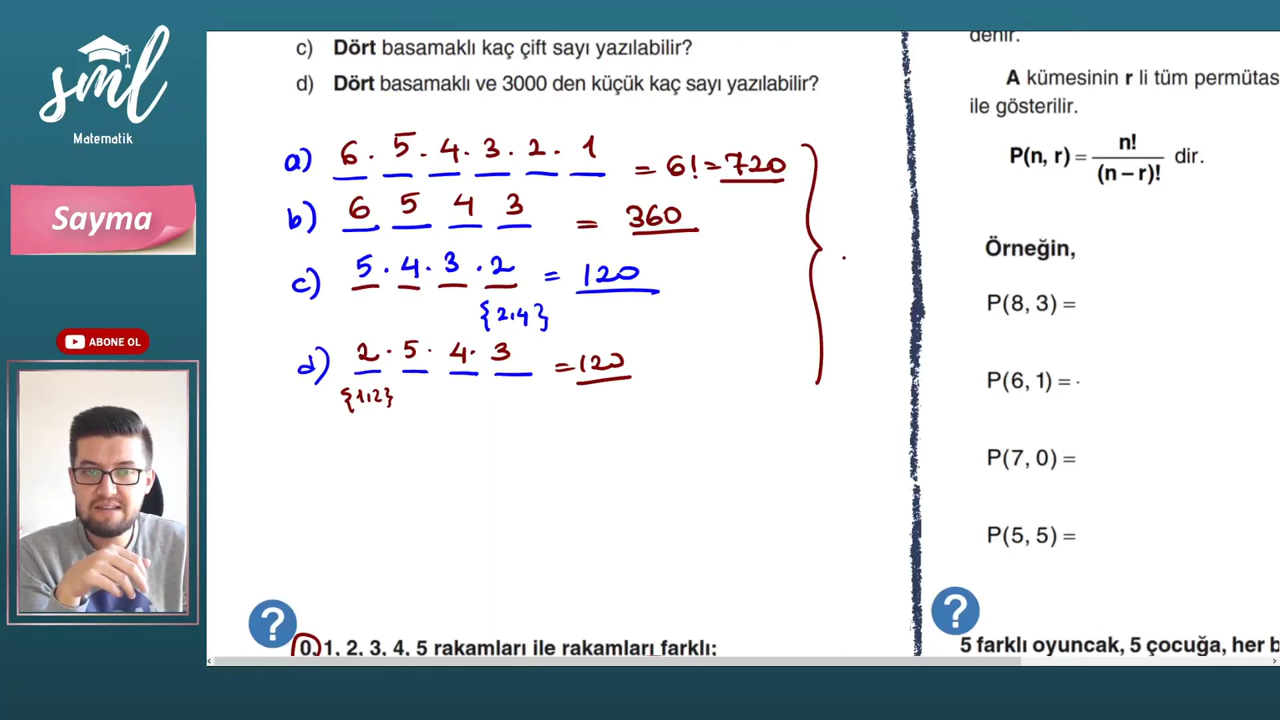 sml
Matematik
Sayma
ABONE OL
c) Dört basamaklı kaç çift sayı yazılabilir?
d) Dört basamaklı ve 3000 den küçük kaç sayı yazılabilir?
a) 6 . 5 . 4 . 3 . 2 . 1 = 6! = 720
b) 6 5 4 3 = 360
c) 5 . 4 . 3 . 2 = 120
{2,4}
d) 2 . 5 . 4 . 3 = 120
{1,2}
?
0, 1, 2, 3, 4, 5 rakamları ile rakamları farklı;
denir.
A kümesinin r li tüm permütas
ile gösterilir.
P(n, r) = n! / (n – r)! dir.
Örneğin,
P(8, 3) =
P(6, 1) =
P(7, 0) =
P(5, 5) =
?
5 farklı oyuncak, 5 çocuğa, her b